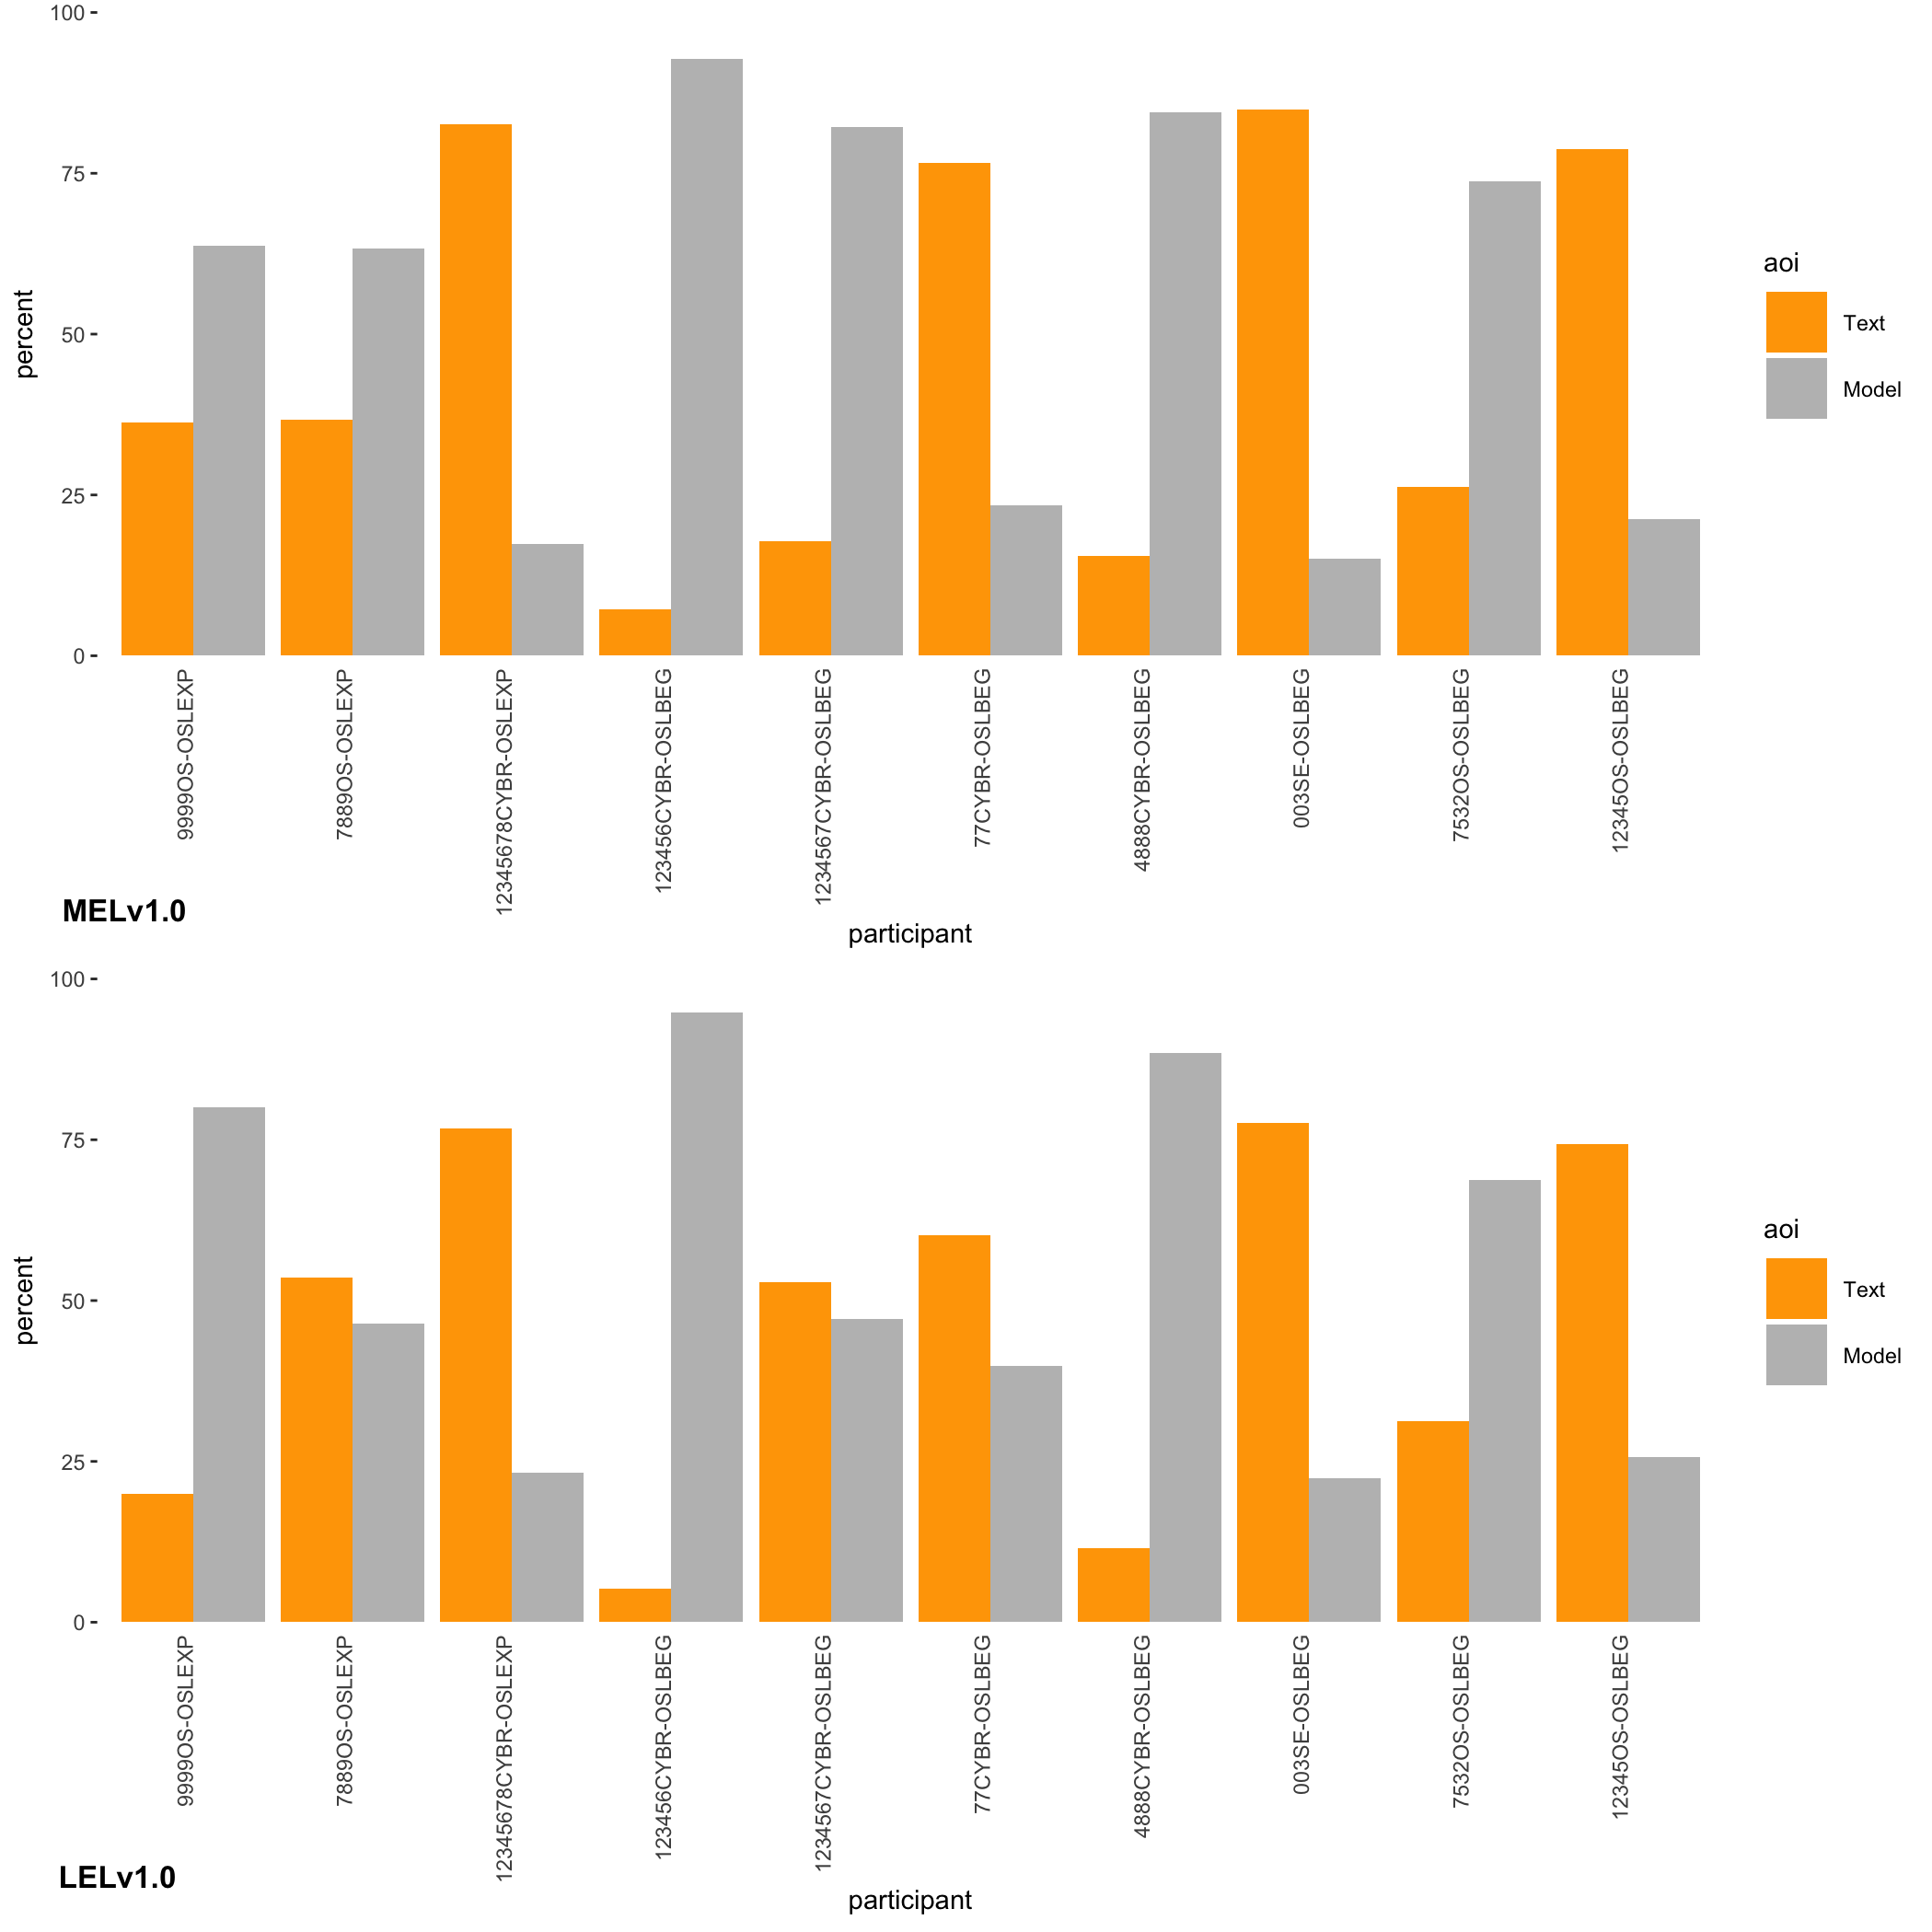 100
75
50
25
0
percent
9999OS-OSLEXP
7889OS-OSLEXP
12345678CYBR-OSLEXP
123456CYBR-OSLBEG
1234567CYBR-OSLBEG
77CYBR-OSLBEG
4888CYBR-OSLBEG
003SE-OSLBEG
7532OS-OSLBEG
12345OS-OSLBEG
participant
MELv1.0
aoi
Text
Model
100
75
50
25
0
percent
9999OS-OSLEXP
7889OS-OSLEXP
12345678CYBR-OSLEXP
123456CYBR-OSLBEG
1234567CYBR-OSLBEG
77CYBR-OSLBEG
4888CYBR-OSLBEG
003SE-OSLBEG
7532OS-OSLBEG
12345OS-OSLBEG
participant
LELv1.0
aoi
Text
Model